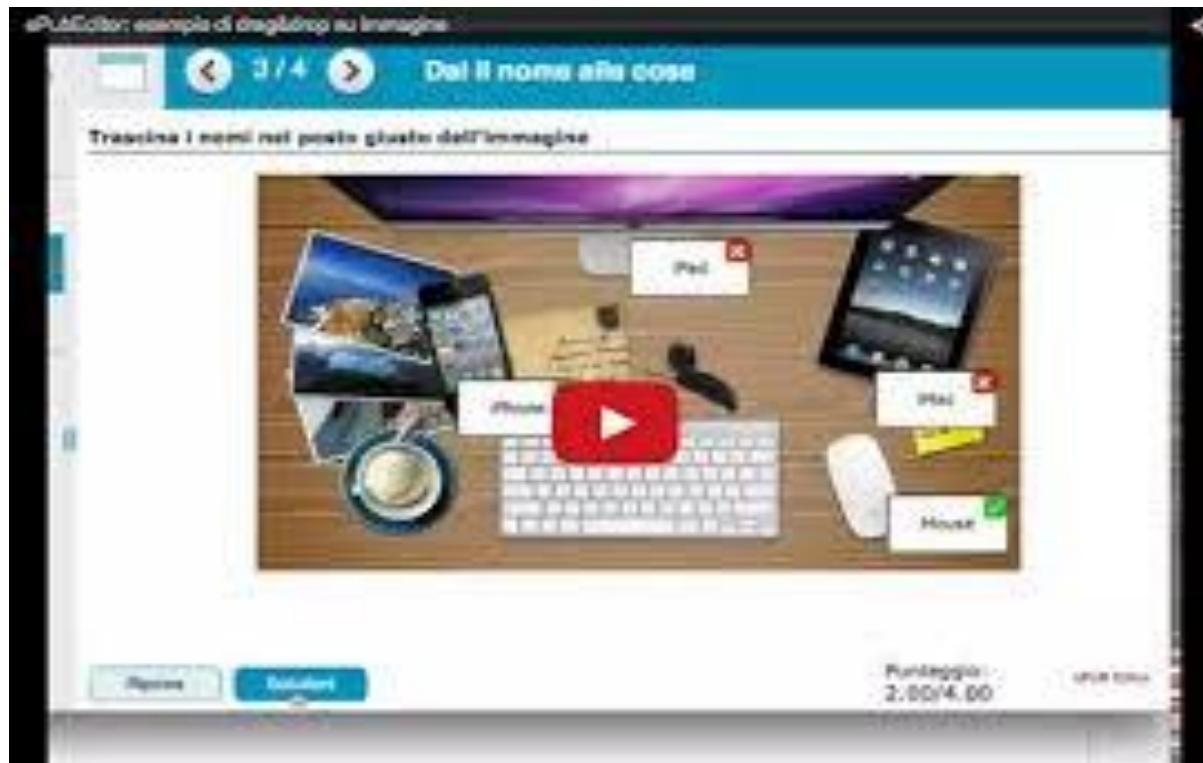 ePubEditor: esempio di drag&drop su immagine
3 / 4
Dai il nome alle cose
Trascina i nomi nel posto giusto dell'immagine
iPad
iMac
iPhone
Mouse
Riprova
Soluzioni
Punteggio:
2.00/4.00